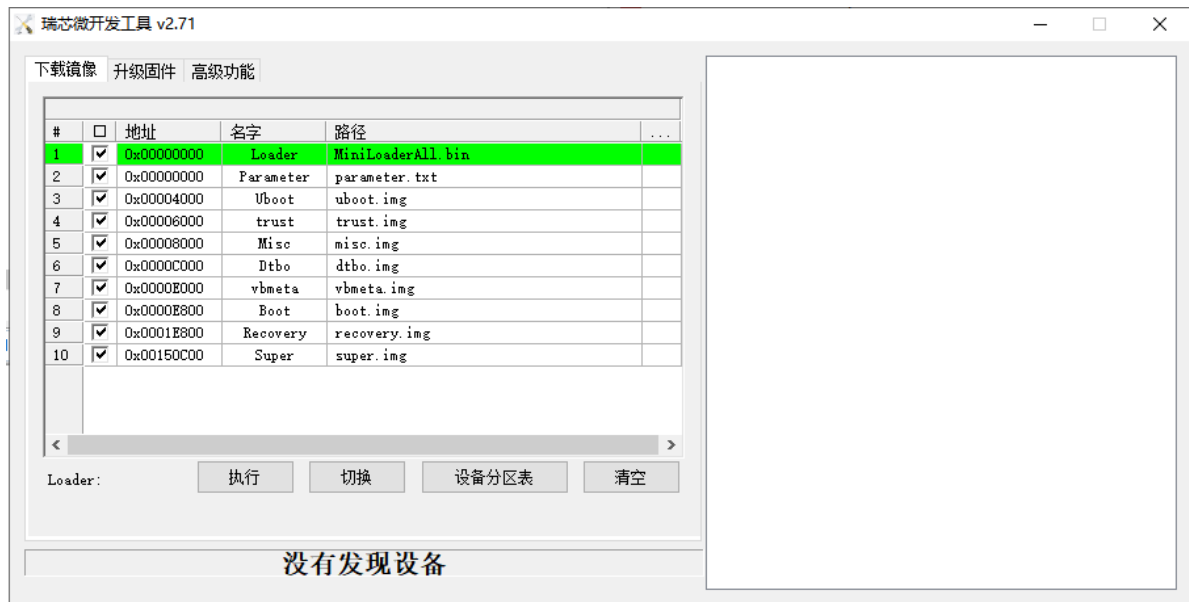 瑞芯微开发工具 v2.71
下载镜像 升级固件 高级功能
# 地址 名字 路径 ...
1 0x00000000 Loader MiniLoaderAll.bin
2 0x00000000 Parameter parameter.txt
3 0x00004000 Uboot uboot.img
4 0x00006000 trust trust.img
5 0x00008000 Misc misc.img
6 0x0000C000 Dtbo dtbo.img
7 0x0000E000 vbmeta vbmeta.img
8 0x0000E800 Boot boot.img
9 0x0001E800 Recovery recovery.img
10 0x00150C00 Super super.img
Loader: 执行 切换 设备分区表 清空
没有发现设备